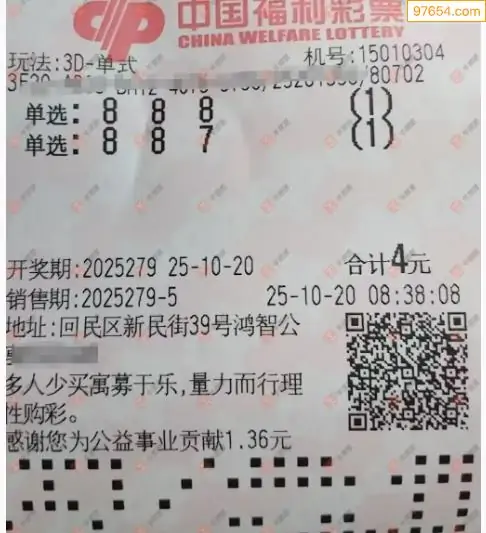 97654.com
中国福利彩票
CHINA WELFARE LOTTERY
玩法:3D-单式 机号:15010304
/80702
单选: 8 8 8 (1)
单选: 8 8 7 (1)
开奖期:2025279 25-10-20 合计4元
销售期:2025279-5 25-10-20 08:38:08
地址:回民区新民街39号鸿智公
多人少买寓募于乐,量力而行理
性购彩。
感谢您为公益事业贡献1.36元